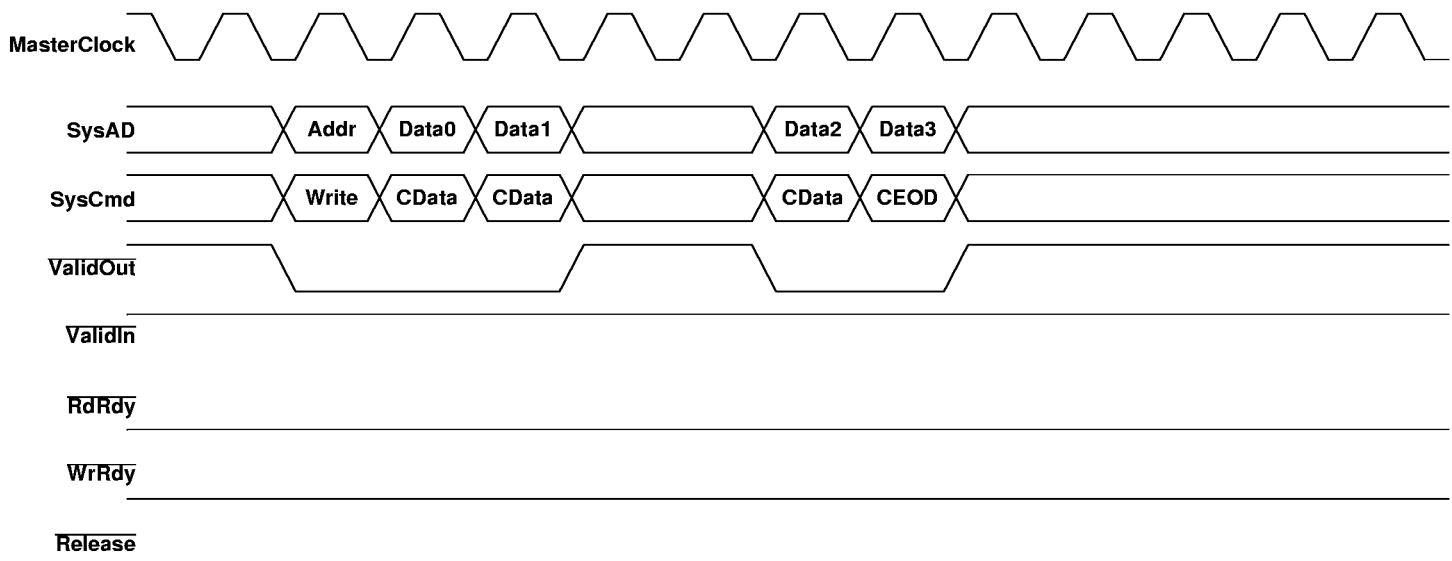 MasterClock
SysAD Addr Data0 Data1 Data2 Data3
SysCmd Write CData CData CData CEOD
ValidOut
ValidIn
RdRdy
WrRdy
Release